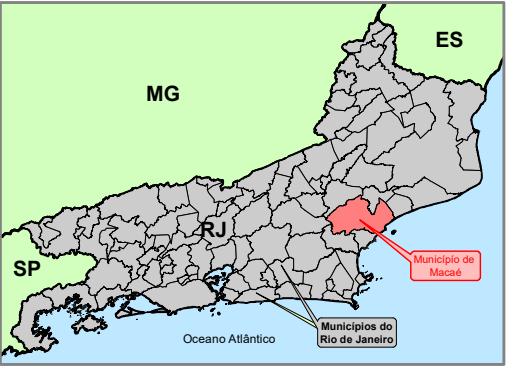 ES
MG
RJ
Município de
Macaé
SP
Municípios do
Rio de Janeiro
Oceano Atlântico